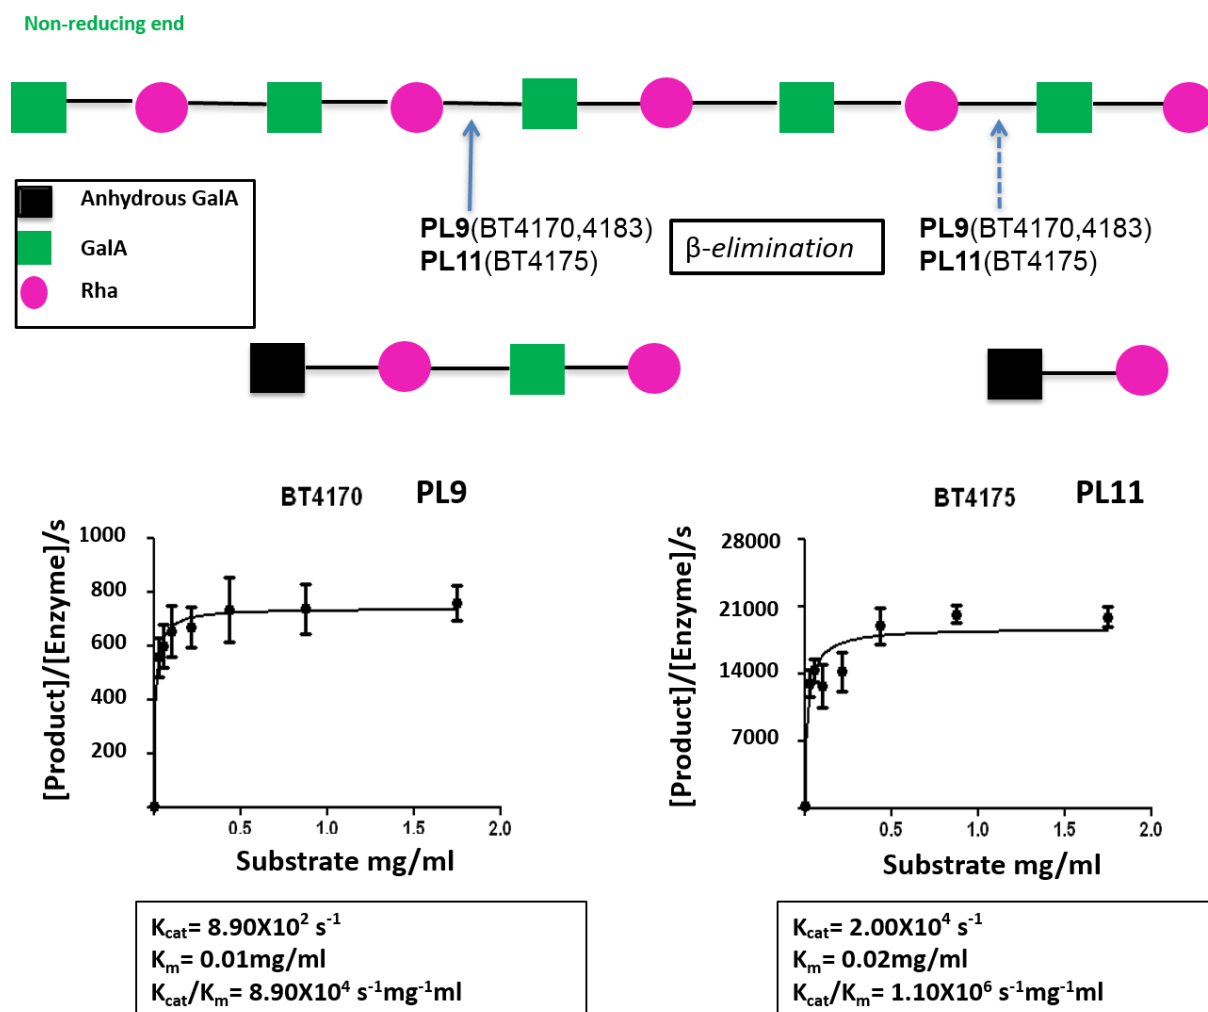 Non-reducing end
Anhydrous GalA
GalA
Rha
PL9(BT4170,4183)
PL11(BT4175)
β-elimination
PL9(BT4170,4183)
PL11(BT4175)
BT4170 PL9
[Product]/[Enzyme]/s
1000
800
600
400
200
0.5 1.0 1.5 2.0
Substrate mg/ml
Kcat= 8.90X10² s⁻¹
Km= 0.01mg/ml
Kcat/Km= 8.90X10⁴ s⁻¹mg⁻¹ml
BT4175 PL11
[Product]/[Enzyme]/s
28000
21000
14000
7000
0.5 1.0 1.5 2.0
Substrate mg/ml
Kcat= 2.00X10⁴ s⁻¹
Km= 0.02mg/ml
Kcat/Km= 1.10X10⁶ s⁻¹mg⁻¹ml